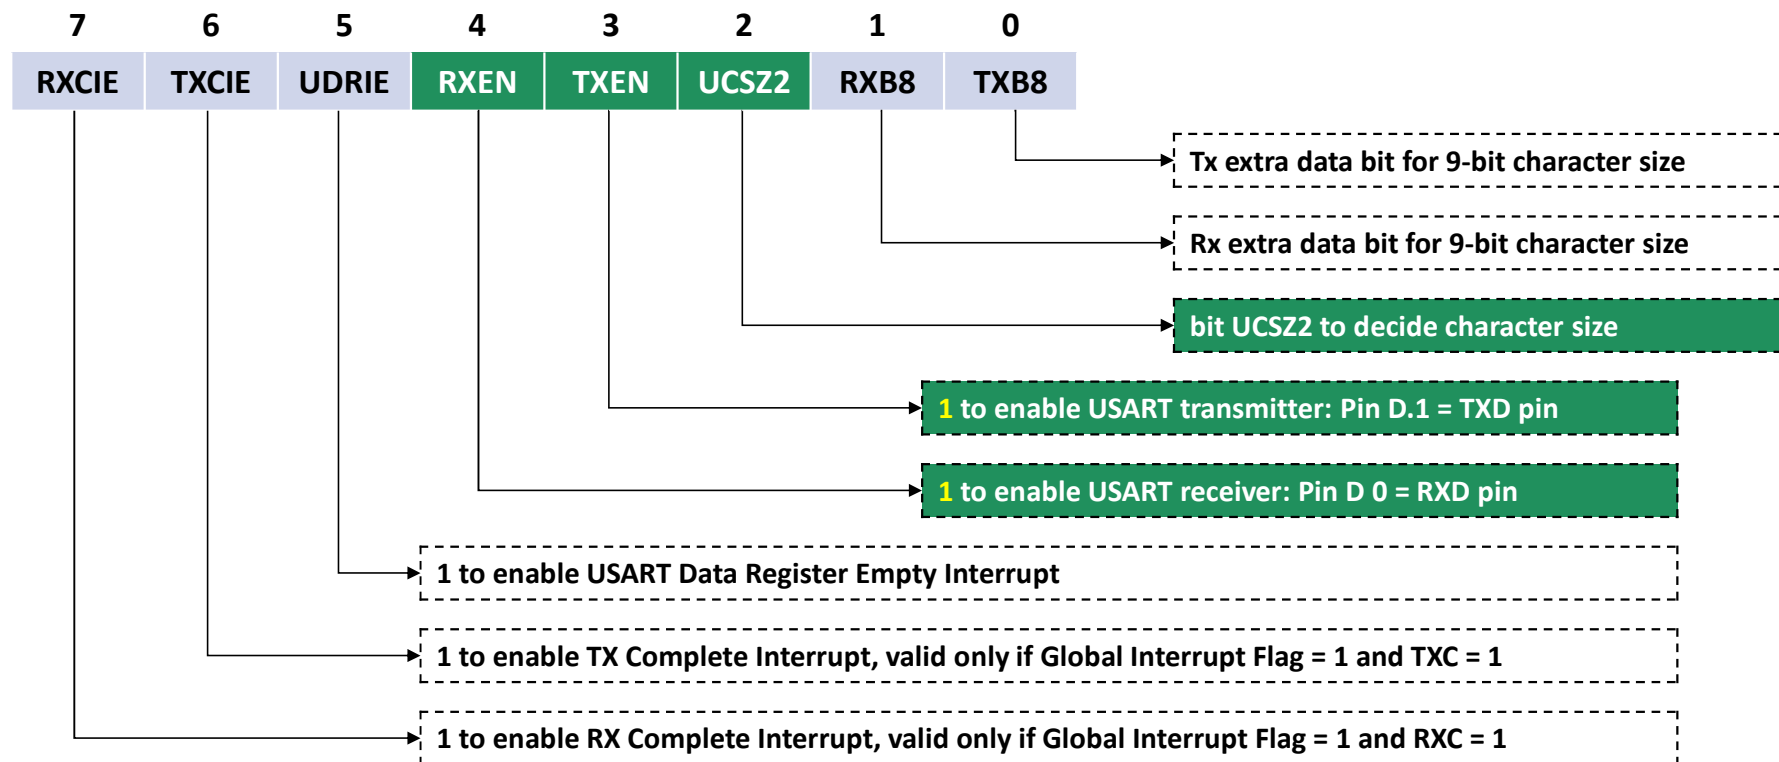 7 6 5 4 3 2 1 0
RXCIE TXCIE UDRIE RXEN TXEN UCSZ2 RXB8 TXB8
Tx extra data bit for 9-bit character size
Rx extra data bit for 9-bit character size
bit UCSZ2 to decide character size
1 to enable USART transmitter: Pin D.1 = TXD pin
1 to enable USART receiver: Pin D 0 = RXD pin
1 to enable USART Data Register Empty Interrupt
1 to enable TX Complete Interrupt, valid only if Global Interrupt Flag = 1 and TXC = 1
1 to enable RX Complete Interrupt, valid only if Global Interrupt Flag = 1 and RXC = 1